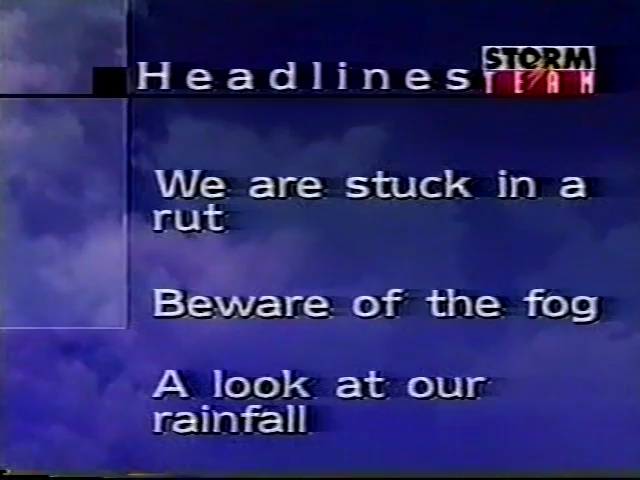 Headlines
STORM
TEAM
We are stuck in a
rut
Beware of the fog
A look at our
rainfall